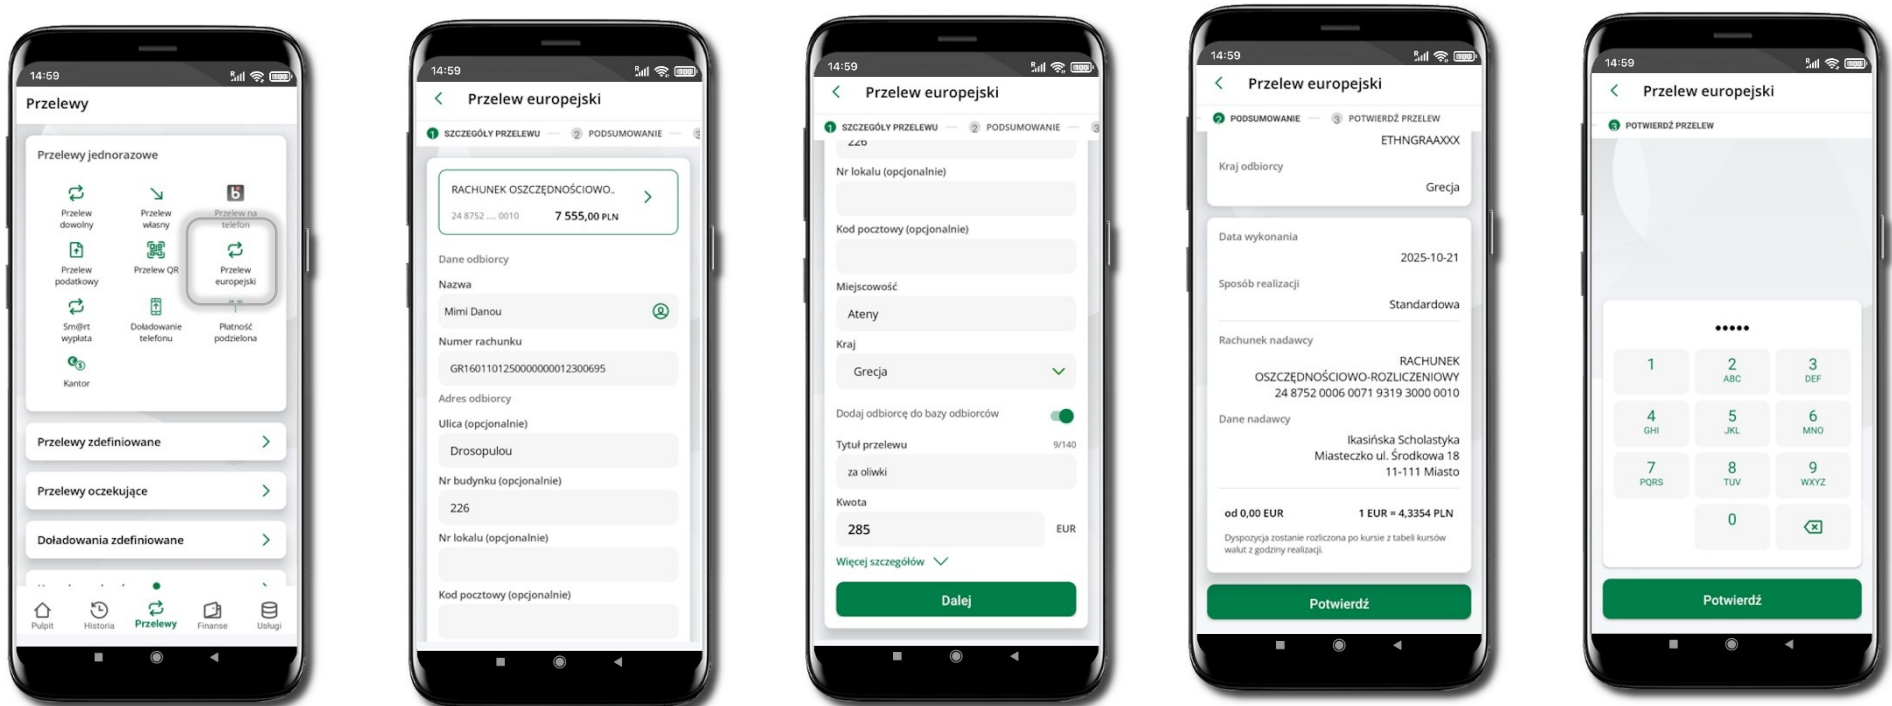 14:59
Przelewy
Przelewy jednorazowe
Przelew
dowolny
Przelew
własny
Przelew na
telefon
Przelew
podatkowy
Przelew QR
Przelew
europejski
Sm@rt
wypłata
Doładowanie
telefonu
Płatność
podzielona
Kantor
Przelewy zdefiniowane
Przelewy oczekujące
Doładowania zdefiniowane
Pulpit
Historia
Przelewy
Finanse
Usługi
14:59
Przelew europejski
1 SZCZEGÓŁY PRZELEWU
2 PODSUMOWANIE
3
RACHUNEK OSZCZĘDNOŚCIOWO..
24 8752 .... 0010 7 555,00 PLN
Dane odbiorcy
Nazwa
Mimi Danou
Numer rachunku
GR1601101250000000012300695
Adres odbiorcy
Ulica (opcjonalnie)
Drosopulou
Nr budynku (opcjonalnie)
226
Nr lokalu (opcjonalnie)
Kod pocztowy (opcjonalnie)
14:59
Przelew europejski
1 SZCZEGÓŁY PRZELEWU
2 PODSUMOWANIE
3
226
Nr lokalu (opcjonalnie)
Kod pocztowy (opcjonalnie)
Miejscowość
Ateny
Kraj
Grecja
Dodaj odbiorcę do bazy odbiorców
Tytuł przelewu 9/140
za oliwki
Kwota
285 EUR
Więcej szczegółów
Dalej
14:59
Przelew europejski
2 PODSUMOWANIE
3 POTWIERDŹ PRZELEW
ETHNGRAAXXX
Kraj odbiorcy
Grecja
Data wykonania
2025-10-21
Sposób realizacji
Standardowa
Rachunek nadawcy
RACHUNEK
OSZCZĘDNOŚCIOWO-ROZLICZENIOWY
24 8752 0006 0071 9319 3000 0010
Dane nadawcy
Ikasińska Scholastyka
Miasteczko ul. Środkowa 18
11-111 Miasto
od 0,00 EUR 1 EUR = 4,3354 PLN
Dyspozycja zostanie rozliczona po kursie z tabeli kursów
walut z godziny realizacji.
Potwierdź
14:59
Przelew europejski
3 POTWIERDŹ PRZELEW
•••••
1
2
ABC
3
DEF
4
GHI
5
JKL
6
MNO
7
PQRS
8
TUV
9
WXYZ
0
Potwierdź